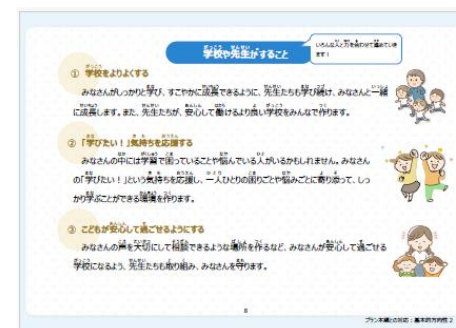 学校や先生がすること
いろんな人と力を合わせて進めていき
ます！
① 学校をよりよくする
みなさんがしっかりと学び、すこやかに成長できるように、先生たちも学び続け、みなさんと一緒
に成長します。また、先生たちが、安心して働けるより良い学校をみんなで作ります。
② 「学びたい！」気持ちを応援する
みなさんの中には学習で困っていることや悩んでいる人がいるかもしれません。みなさん
の「学びたい！」という気持ちを応援し、一人ひとりの困りごとや悩みごとに寄り添って、しっ
かり学ぶことができる環境を作ります。
③ こどもが安心して過ごせるようにする
みなさんの声を大切にして相談できるような場所を作るなど、みなさんが安心して過ごせる
学校になるよう、先生たちも取り組み、みなさんを守ります。
8
プラン本編との対応：基本的方向性 2